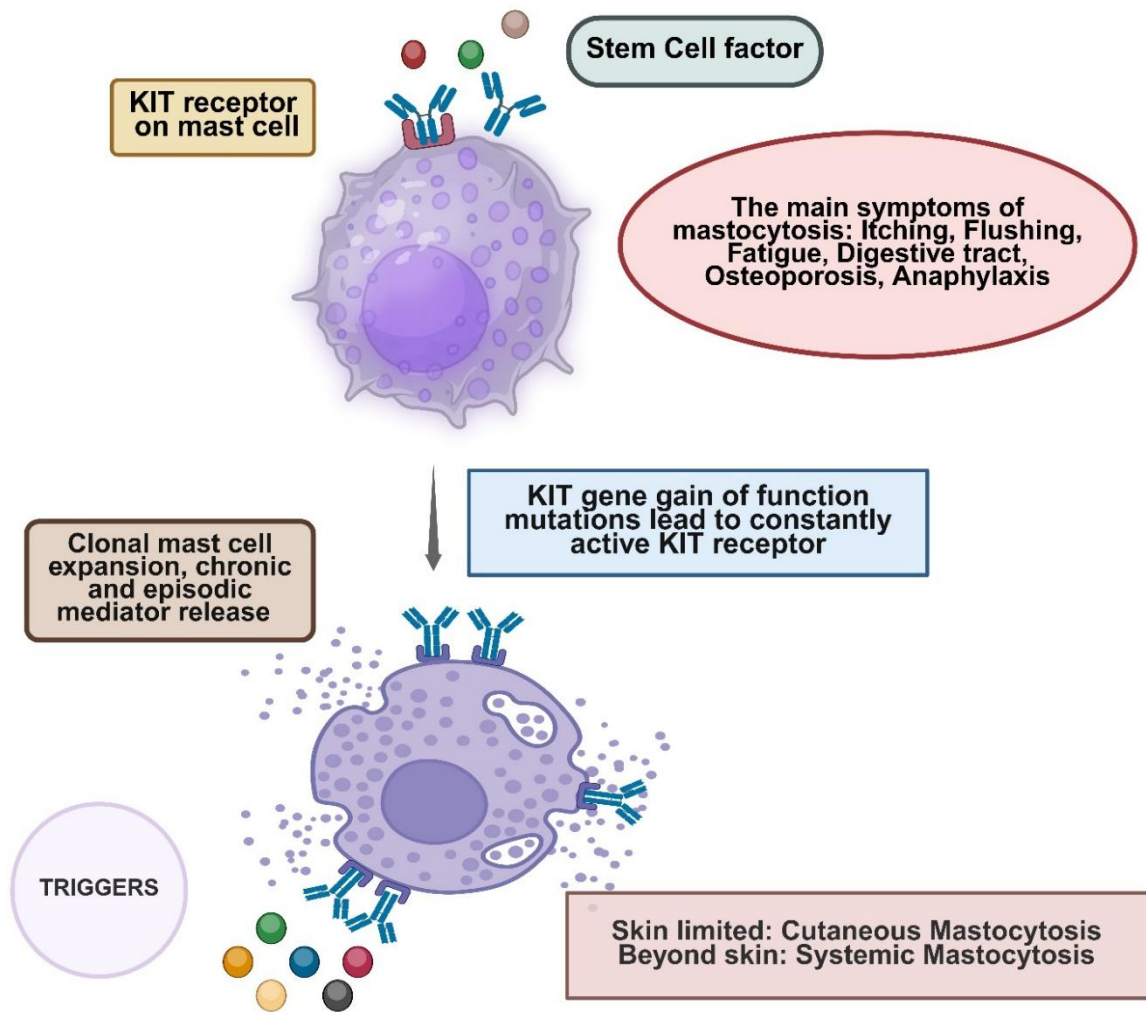 Stem Cell factor
KIT receptor
on mast cell
The main symptoms of
mastocytosis: Itching, Flushing,
Fatigue, Digestive tract,
Osteoporosis, Anaphylaxis
KIT gene gain of function
mutations lead to constantly
active KIT receptor
Clonal mast cell
expansion, chronic
and episodic
mediator release
TRIGGERS
Skin limited: Cutaneous Mastocytosis
Beyond skin: Systemic Mastocytosis